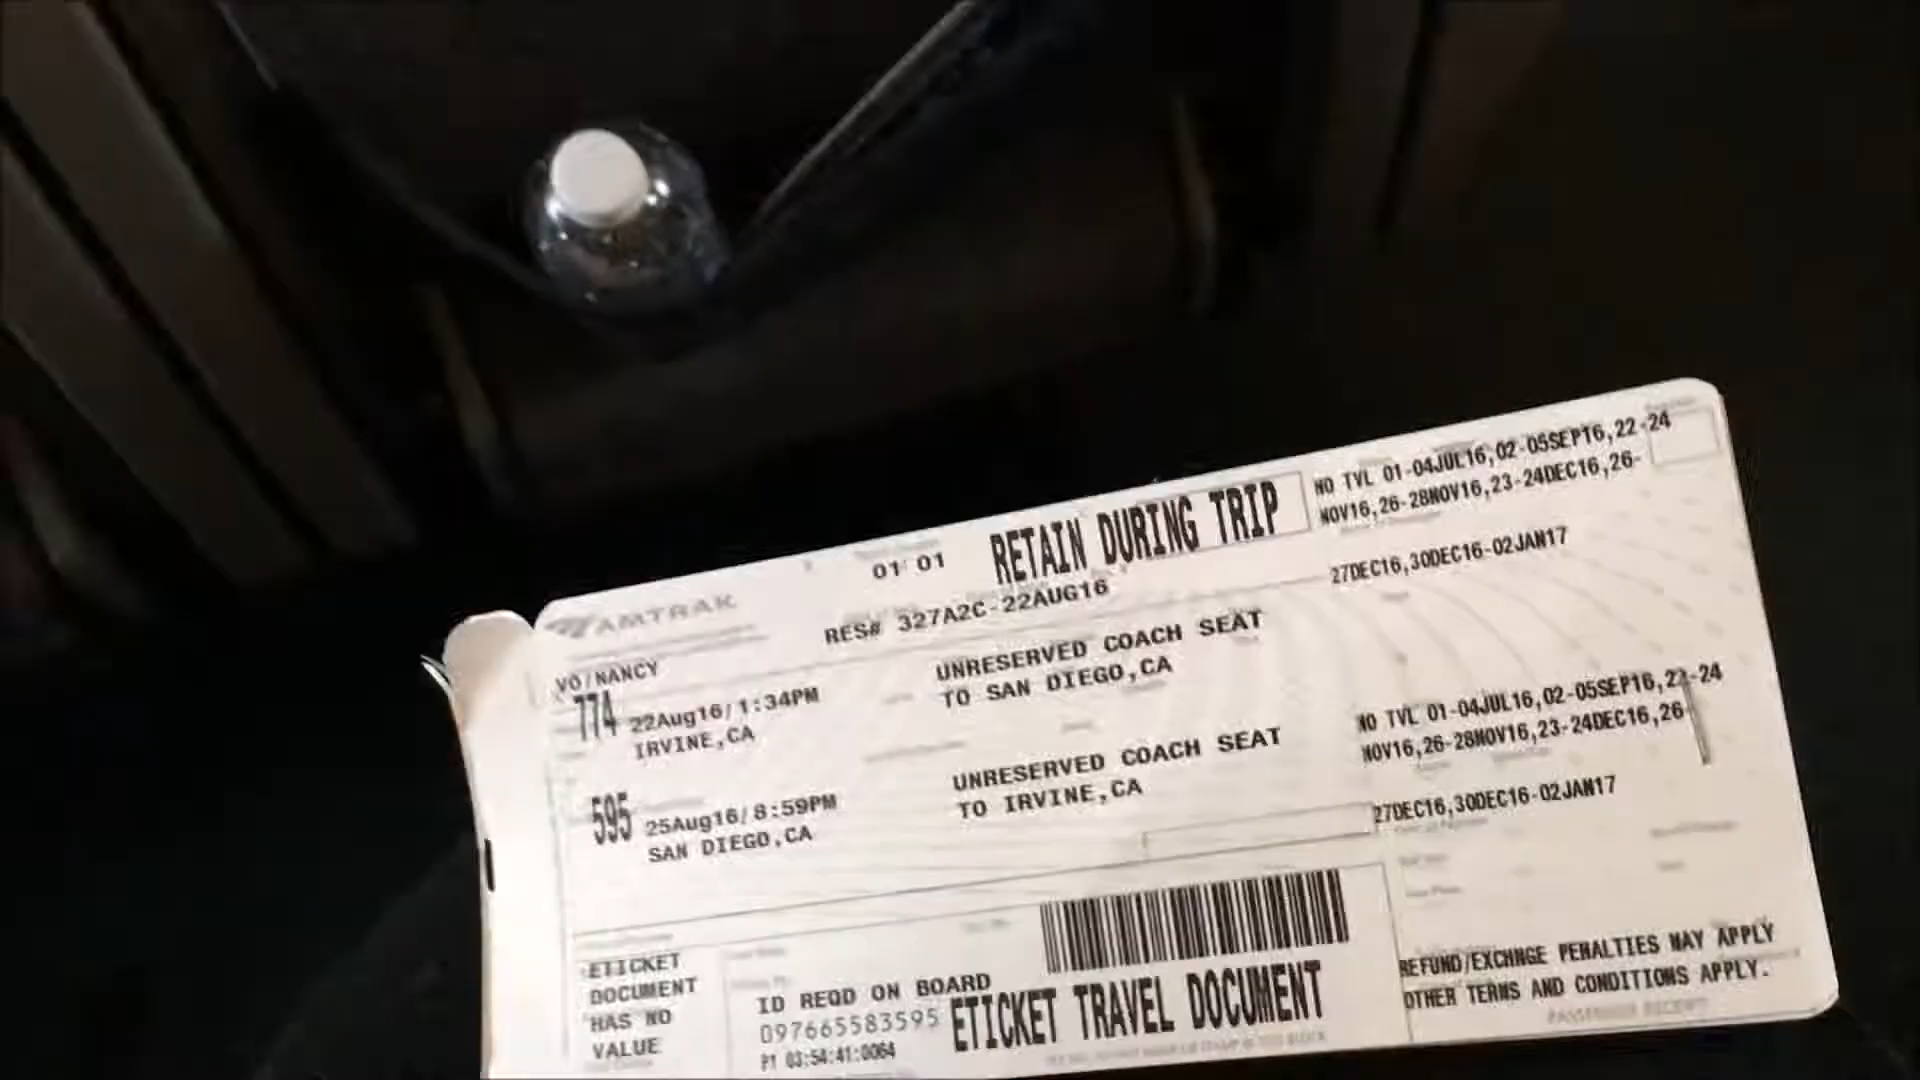 AMTRAK
01 01
RETAIN DURING TRIP
RES# 327A2C-22AUG16
NO TVL 01-04JUL16,02-05SEP16,22-24
NOV16,26-28NOV16,23-24DEC16,26-
27DEC16,30DEC16-02JAN17
VO/NANCY
774 22Aug16/1:34PM
IRVINE,CA
UNRESERVED COACH SEAT
TO SAN DIEGO,CA
595 25Aug16/8:59PM
SAN DIEGO,CA
UNRESERVED COACH SEAT
TO IRVINE,CA
NO TVL 01-04JUL16,02-05SEP16,22-24
NOV16,26-28NOV16,23-24DEC16,26-
27DEC16,30DEC16-02JAN17
ETICKET
DOCUMENT
HAS NO
VALUE
ID REQD ON BOARD
097665583595
P1 03:54:41:0064
ETICKET TRAVEL DOCUMENT
REFUND/EXCHNGE PENALTIES MAY APPLY
OTHER TERMS AND CONDITIONS APPLY.
PASSENGER RECEIPT